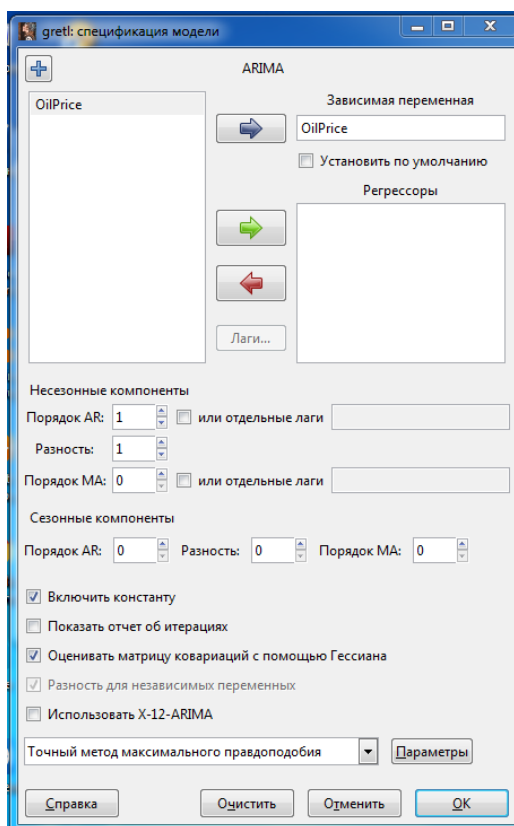 gretl: спецификация модели
ARIMA
OilPrice
Зависимая переменная
OilPrice
Установить по умолчанию
Регрессоры
Лаги...
Несезонные компоненты
Порядок AR: 1 или отдельные лаги
Разность: 1
Порядок MA: 0 или отдельные лаги
Сезонные компоненты
Порядок AR: 0 Разность: 0 Порядок MA: 0
Включить константу
Показать отчет об итерациях
Оценивать матрицу ковариаций с помощью Гессиана
Разность для независимых переменных
Использовать X-12-ARIMA
Точный метод максимального правдоподобия Параметры
Справка Очистить Отменить OK